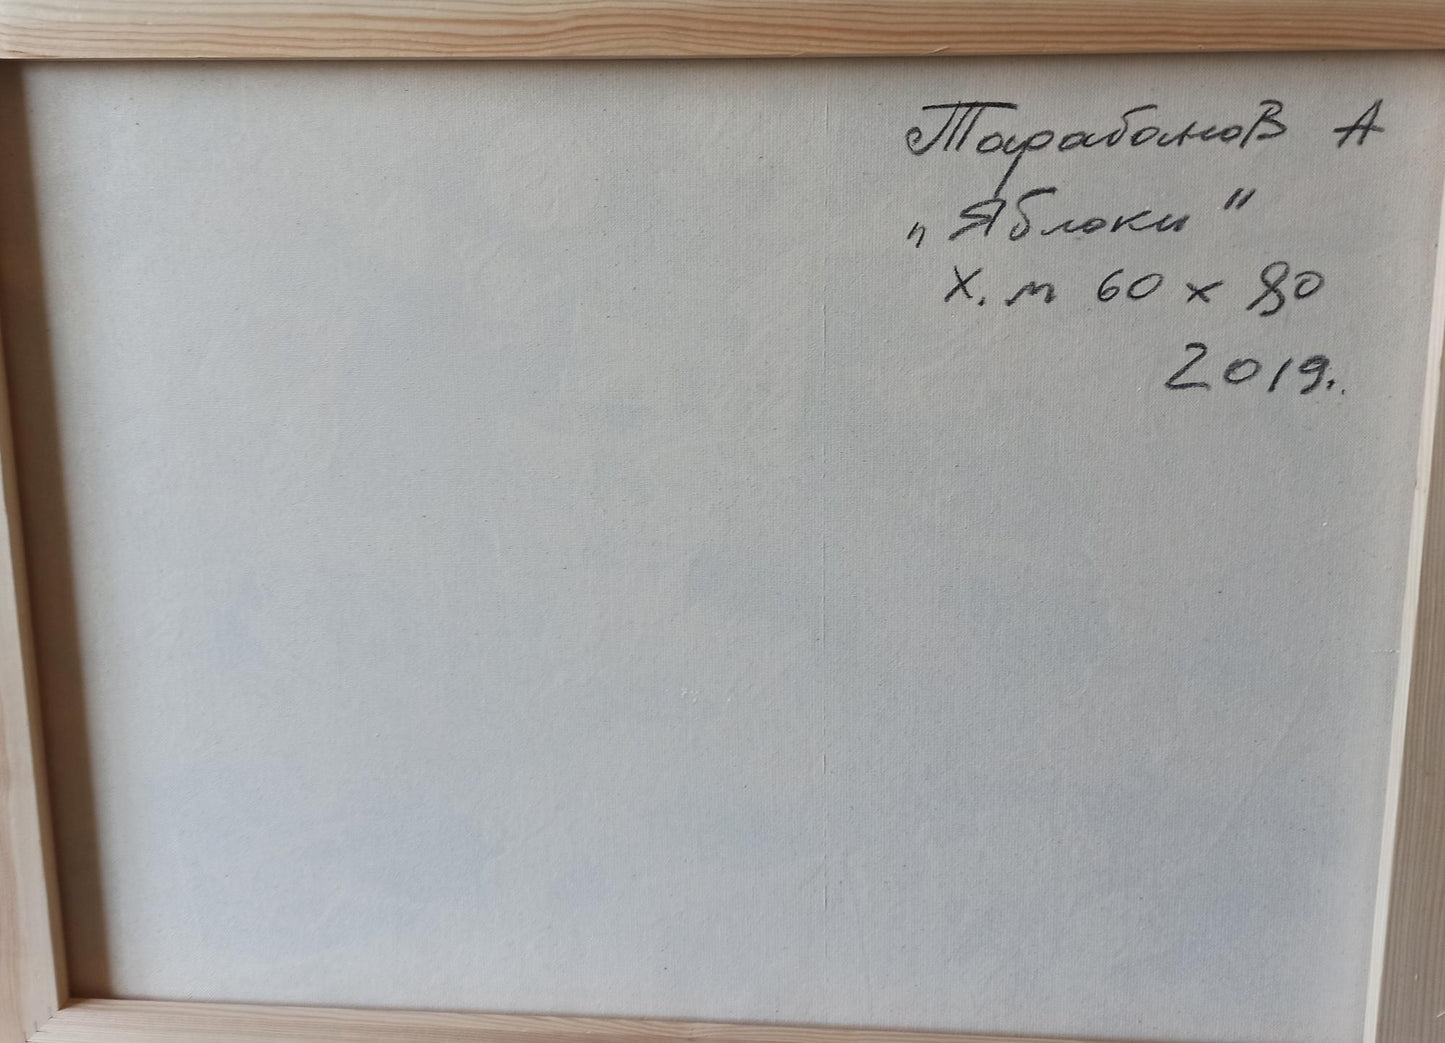 Тарабанов А
„Яблоки"
х. м 60 х 80
2019.